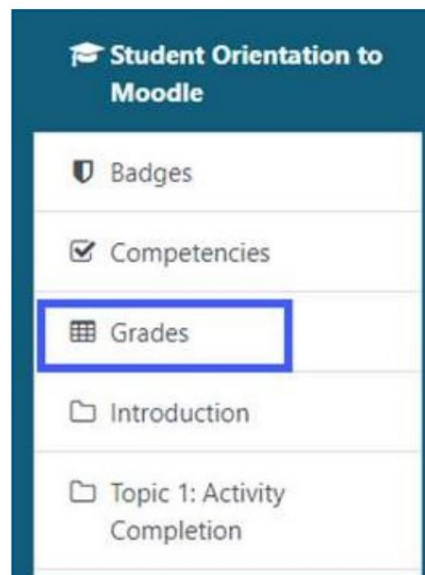 Student Orientation to
Moodle
Badges
Competencies
Grades
Introduction
Topic 1: Activity
Completion